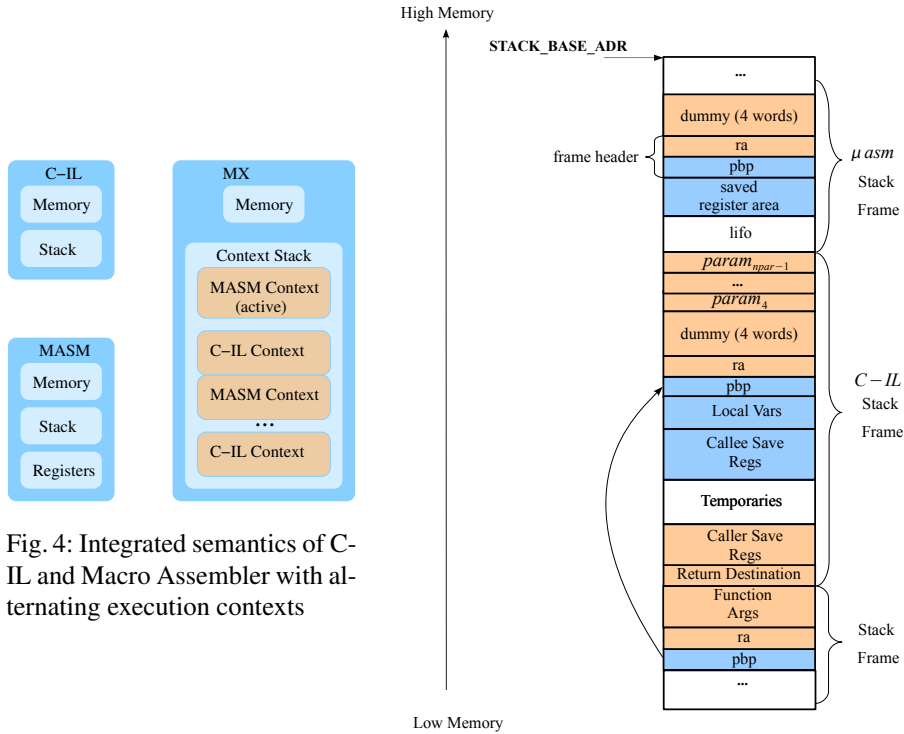 C–IL
Memory
Stack
MASM
Memory
Stack
Registers
MX
Memory
Context Stack
MASM Context
(active)
C–IL Context
MASM Context
...
C–IL Context
Fig. 4: Integrated semantics of C-
IL and Macro Assembler with al-
ternating execution contexts
High Memory
STACK_BASE_ADR
...
dummy (4 words)
frame header
ra
pbp
saved
register area
lifo
μ asm
Stack
Frame
param_{npar−1}
...
param_4
dummy (4 words)
ra
pbp
Local Vars
Callee Save
Regs
Temporaries
Caller Save
Regs
Return Destination
C − IL
Stack
Frame
Function
Args
ra
pbp
...
Stack
Frame
Low Memory